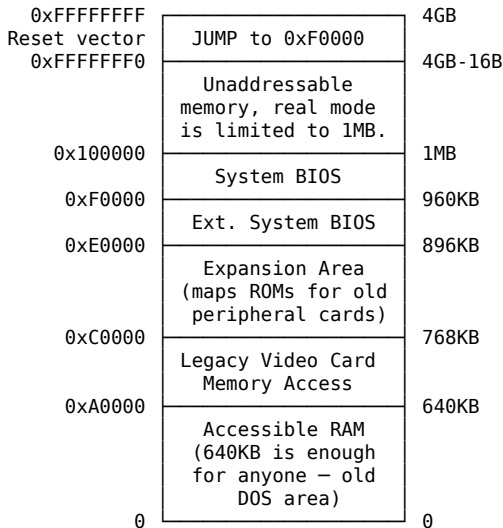 0xFFFFFFFF 4GB
Reset vector JUMP to 0xF0000
0xFFFFFFF0 4GB-16B
Unaddressable
memory, real mode
is limited to 1MB.
0x100000 1MB
System BIOS
0xF0000 960KB
Ext. System BIOS
0xE0000 896KB
Expansion Area
(maps ROMs for old
peripheral cards)
0xC0000 768KB
Legacy Video Card
Memory Access
0xA0000 640KB
Accessible RAM
(640KB is enough
for anyone – old
DOS area)
0 0